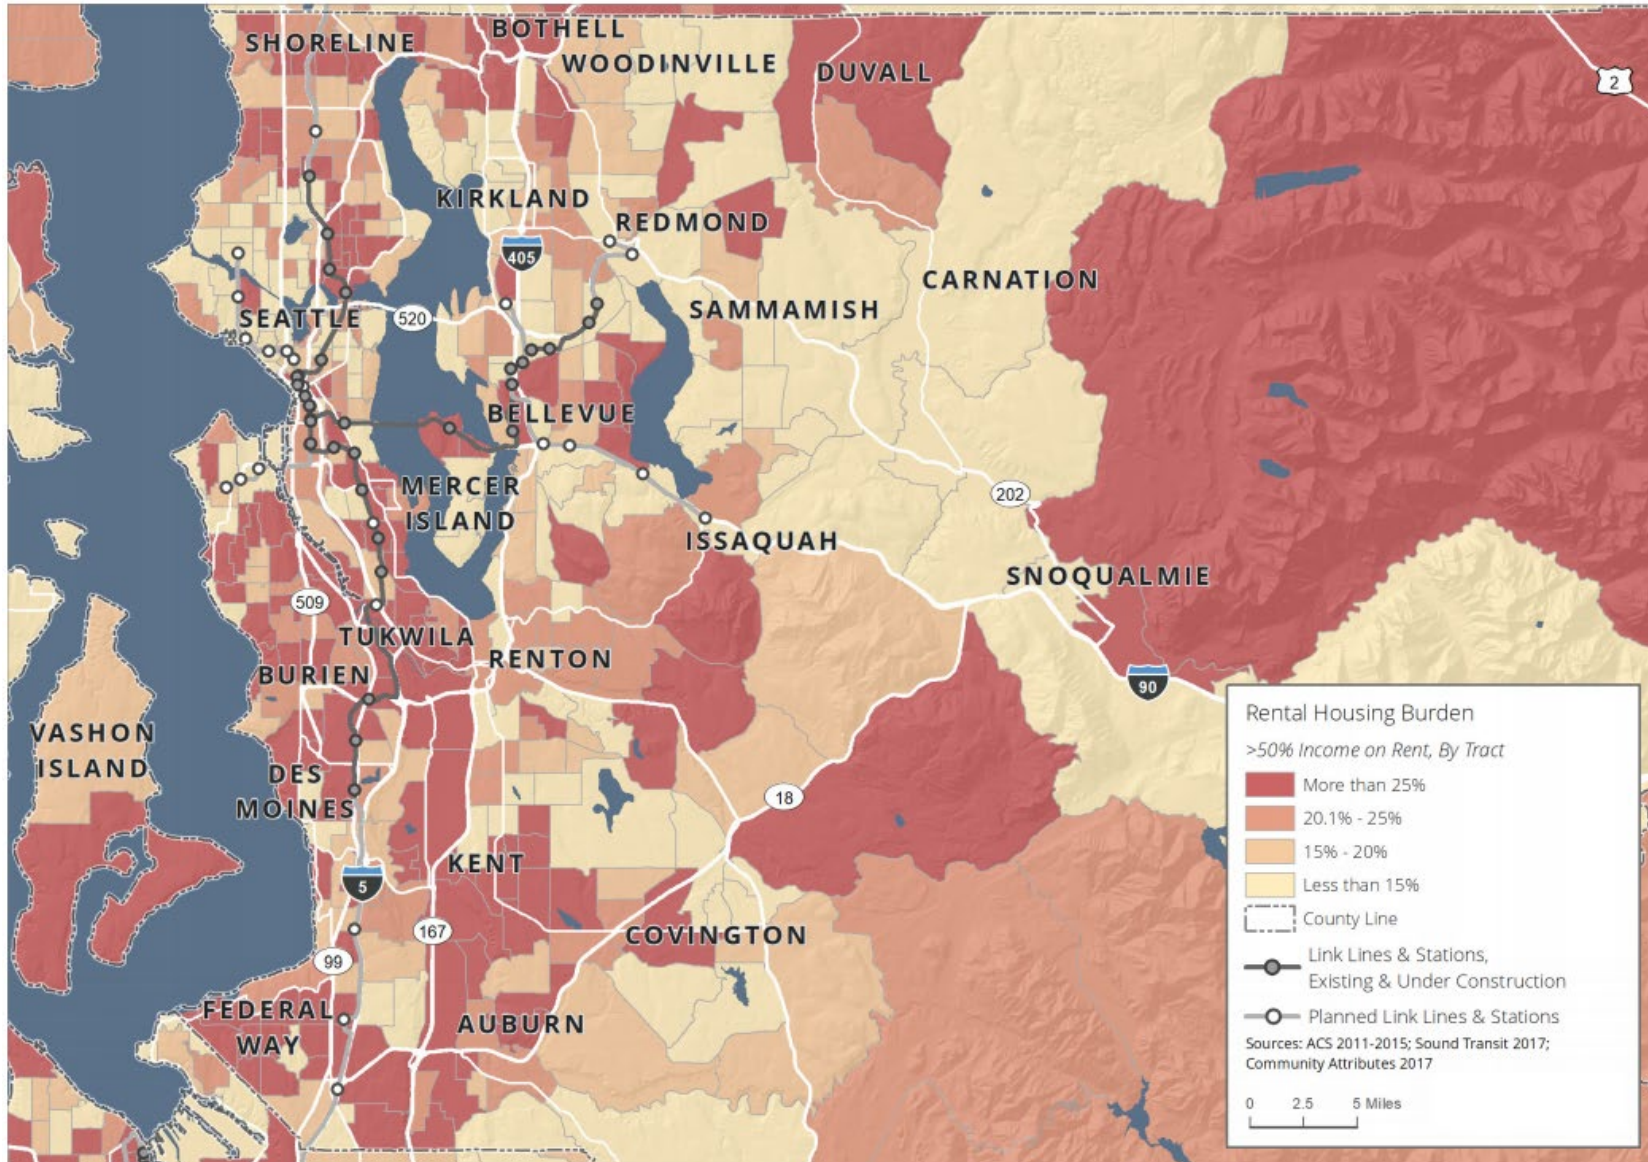 SHORELINE
BOTHELL
WOODINVILLE
DUVALL
2
KIRKLAND
REDMOND
405
CARNATION
SAMMAMISH
SEATTLE
520
BELLEVUE
MERCER
ISLAND
202
ISSAQUAH
SNOQUALMIE
509
TUKWILA
RENTON
BURIEN
90
VASHON
ISLAND
DES
MOINES
18
KENT
5
167
COVINGTON
99
FEDERAL
WAY
AUBURN
Rental Housing Burden
>50% Income on Rent, By Tract
More than 25%
20.1% - 25%
15% - 20%
Less than 15%
County Line
Link Lines & Stations,
Existing & Under Construction
Planned Link Lines & Stations
Sources: ACS 2011-2015; Sound Transit 2017;
Community Attributes 2017
0 2.5 5 Miles